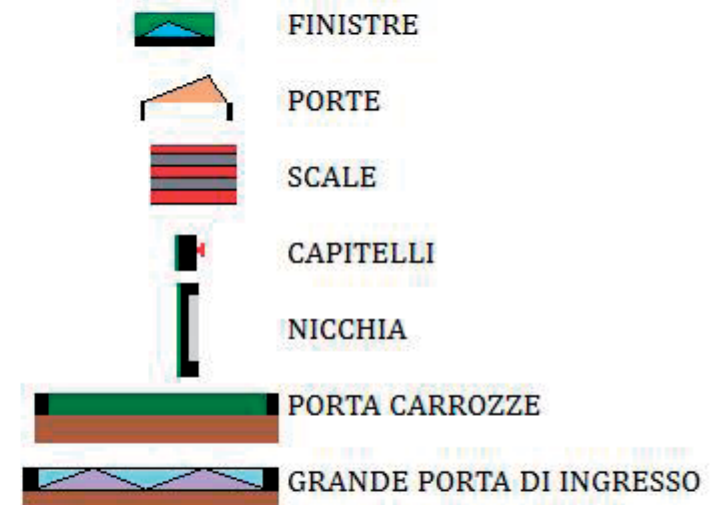 FINISTRE
PORTE
SCALE
CAPITELLI
NICCHIA
PORTA CARROZZE
GRANDE PORTA DI INGRESSO